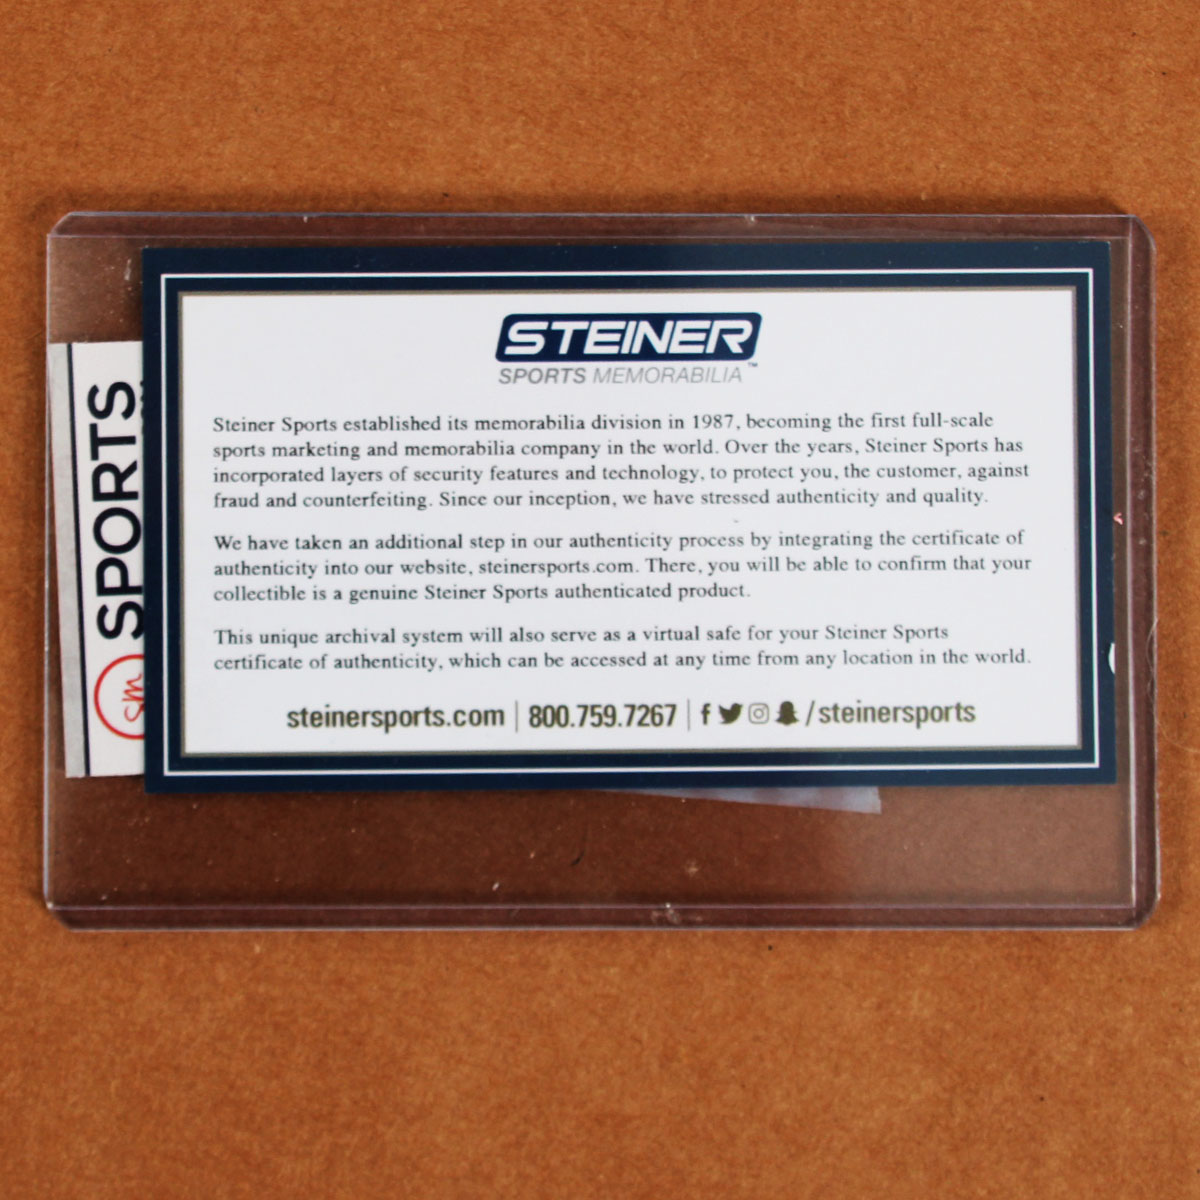 STEINER
SPORTS MEMORABILIA™
Steiner Sports established its memorabilia division in 1987, becoming the first full-scale
sports marketing and memorabilia company in the world. Over the years, Steiner Sports has
incorporated layers of security features and technology, to protect you, the customer, against
fraud and counterfeiting. Since our inception, we have stressed authenticity and quality.
We have taken an additional step in our authenticity process by integrating the certificate of
authenticity into our website, steinersports.com. There, you will be able to confirm that your
collectible is a genuine Steiner Sports authenticated product.
This unique archival system will also serve as a virtual safe for your Steiner Sports
certificate of authenticity, which can be accessed at any time from any location in the world.
steinersports.com | 800.759.7267 | f /steinersports
SPORTS
sm